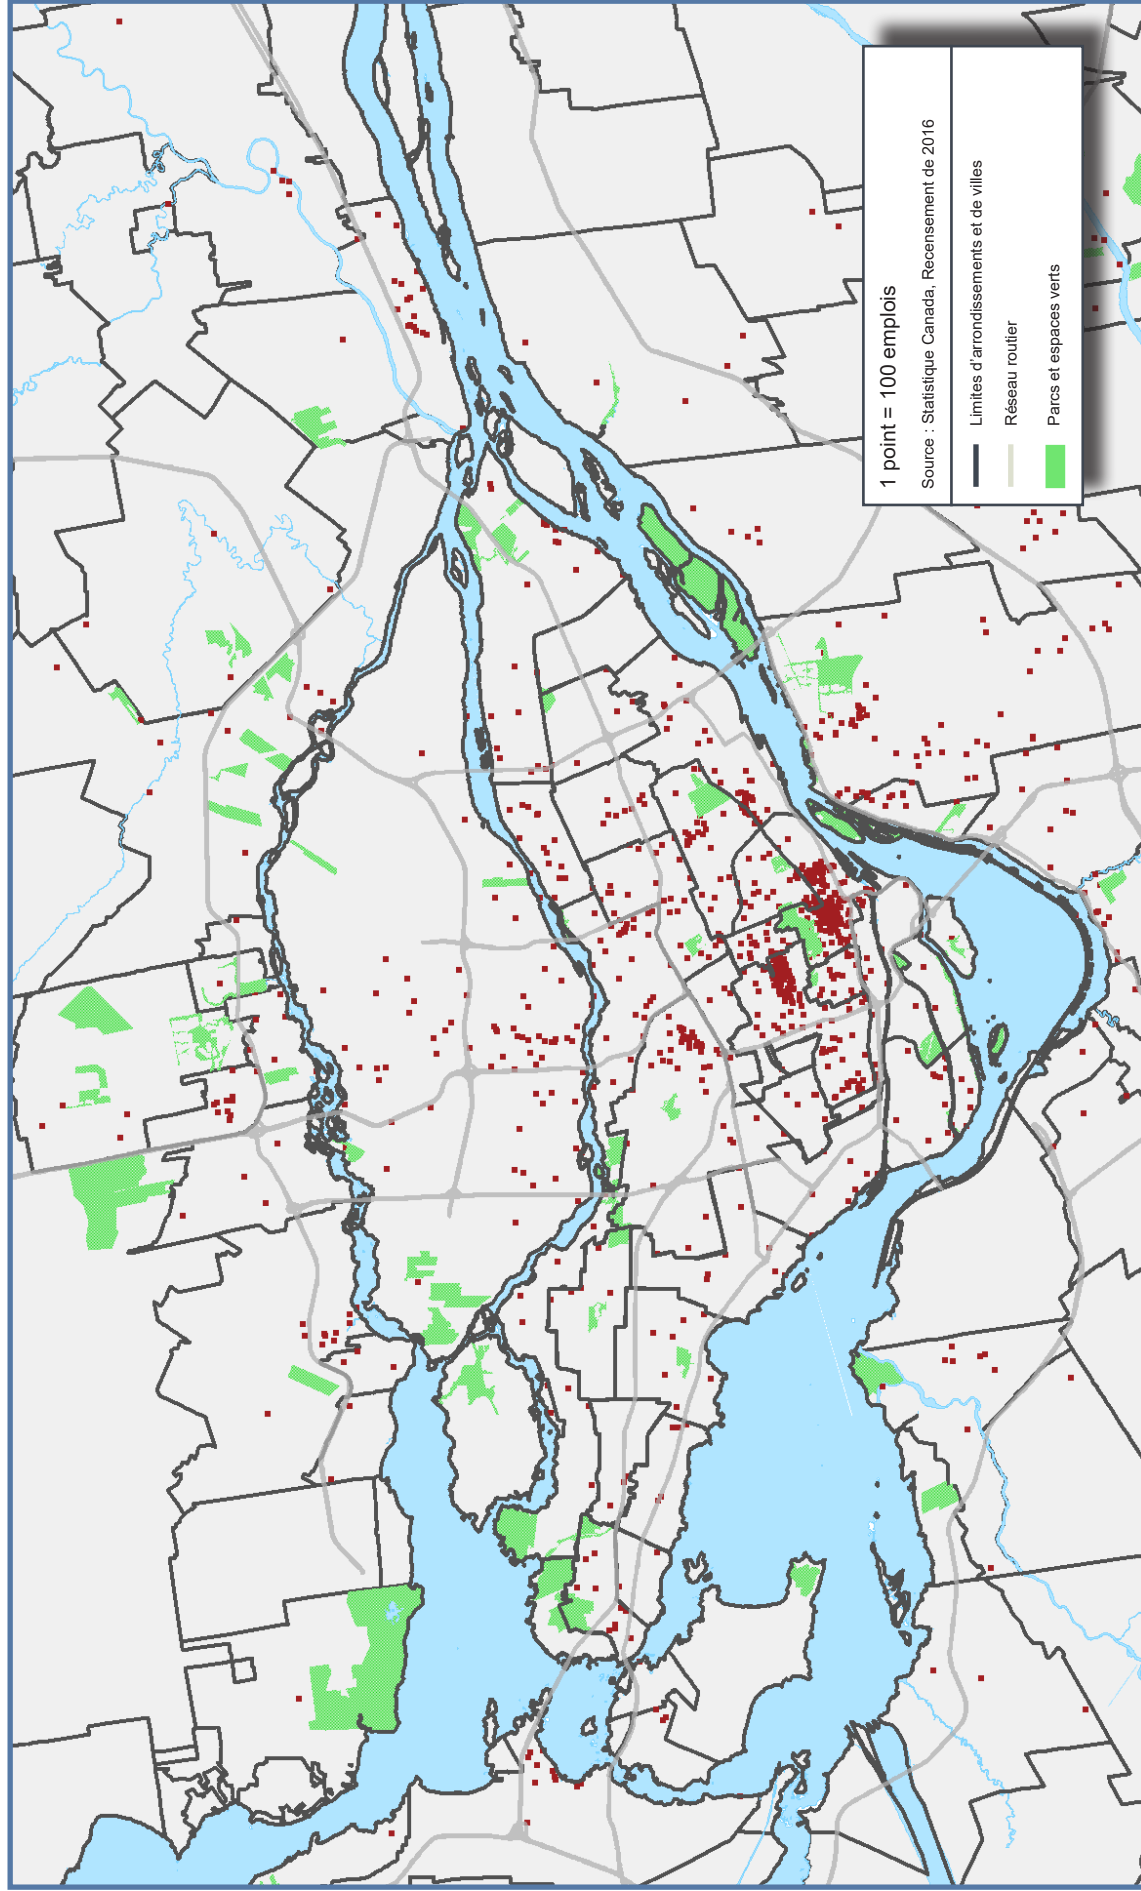 1 point = 100 emplois
Source : Statistique Canada, Recensement de 2016
Limites d'arrondissements et de villes
Réseau routier
Parcs et espaces verts